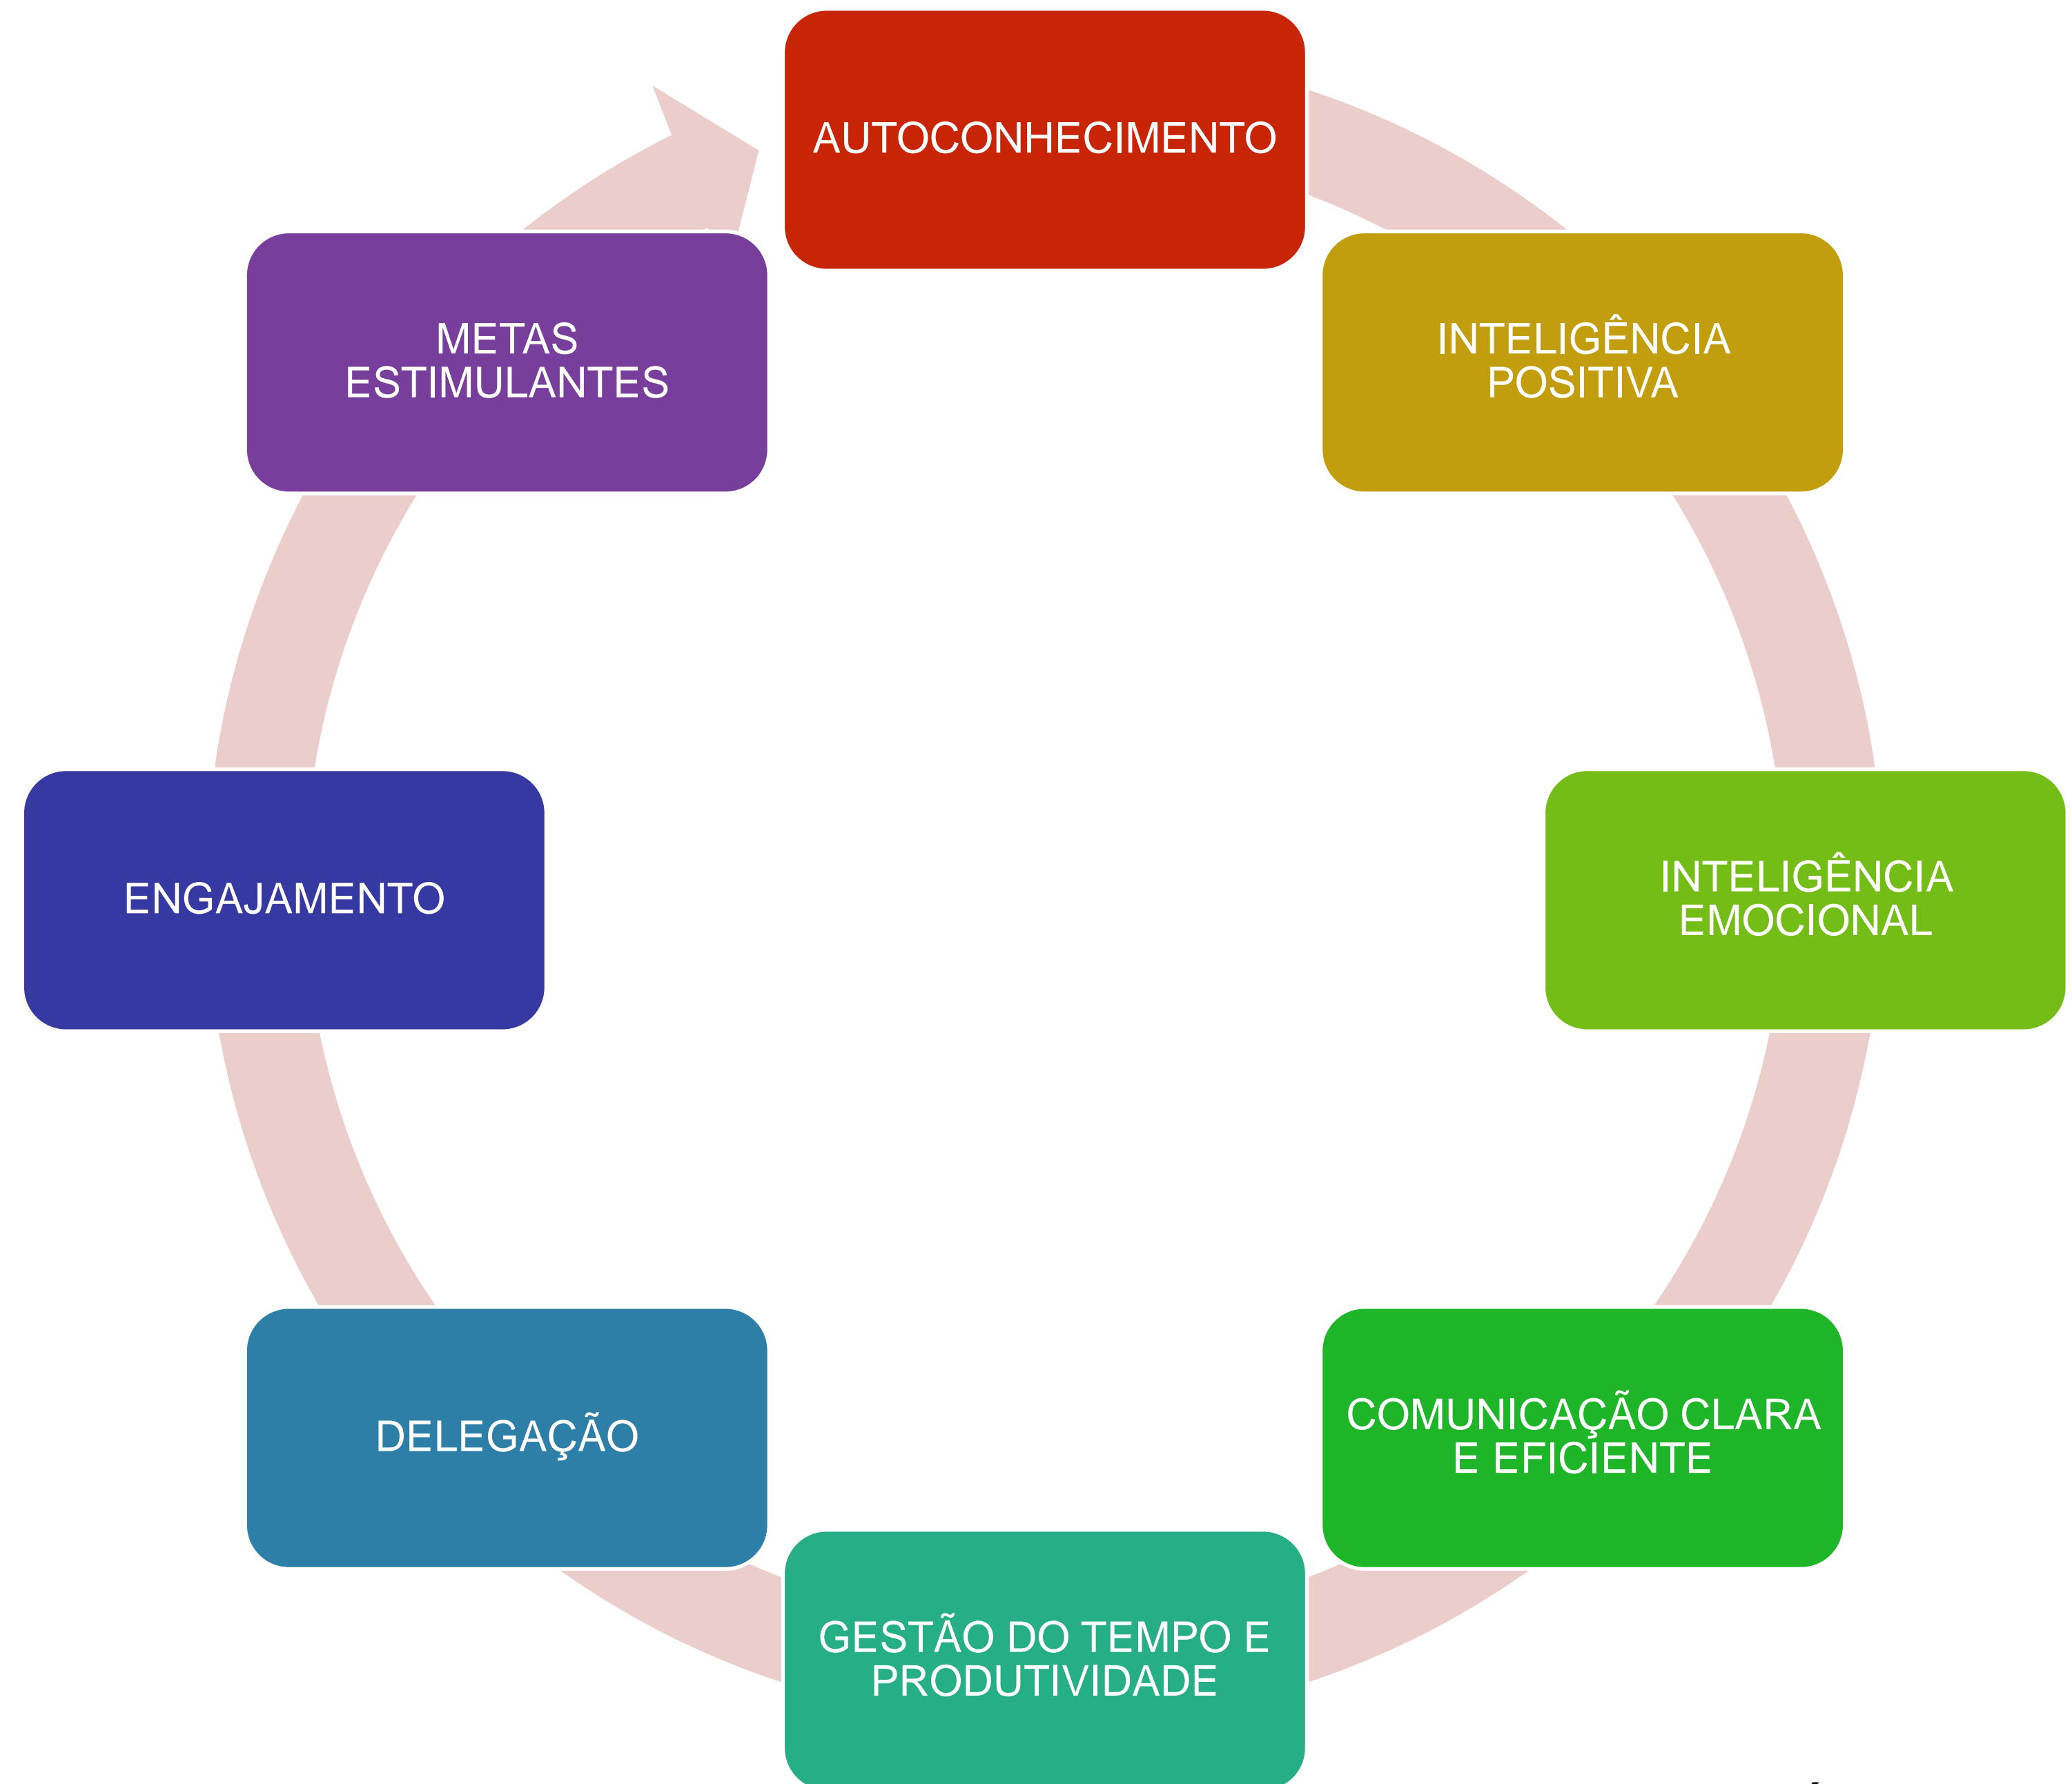 AUTOCONHECIMENTO
INTELIGÊNCIA
POSITIVA
INTELIGÊNCIA
EMOCIONAL
COMUNICAÇÃO CLARA
E EFICIENTE
GESTÃO DO TEMPO E
PRODUTIVIDADE
DELEGAÇÃO
ENGAJAMENTO
METAS
ESTIMULANTES